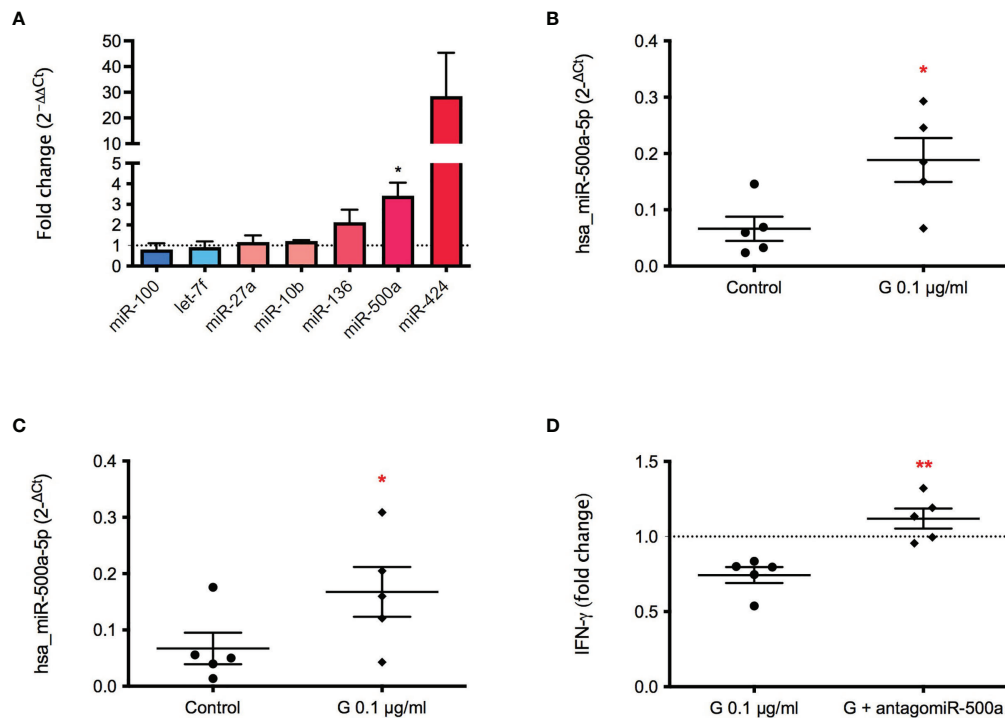 A
Fold change (2⁻ΔΔCt)
50
40
30
20
10
5
4
3
2
1
0
*
miR-100
let-7f
miR-27a
miR-10b
miR-136
miR-500a
miR-424
B
hsa_miR-500a-5p (2-ΔCt)
0.4
0.3
0.2
0.1
0.0
*
Control
G 0.1 µg/ml
C
hsa_miR-500a-5p (2-ΔCt)
0.4
0.3
0.2
0.1
0.0
*
Control
G 0.1 µg/ml
D
IFN-γ (fold change)
1.5
1.0
0.5
0.0
**
G 0.1 µg/ml
G + antagomiR-500a